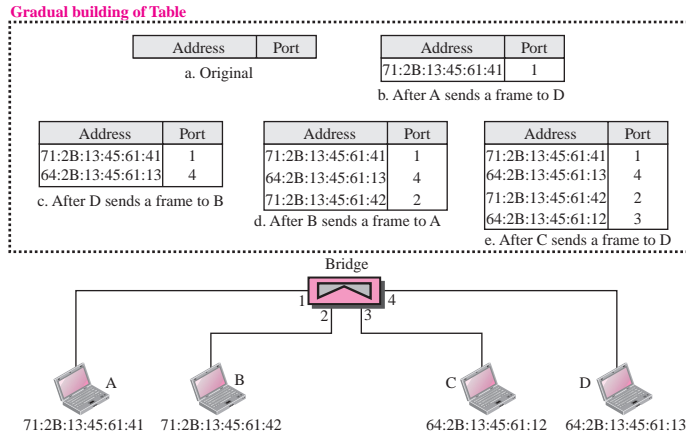 Gradual building of Table
Address Port
a. Original
Address Port
71:2B:13:45:61:41 1
b. After A sends a frame to D
Address Port
71:2B:13:45:61:41 1
64:2B:13:45:61:13 4
c. After D sends a frame to B
Address Port
71:2B:13:45:61:41 1
64:2B:13:45:61:13 4
71:2B:13:45:61:42 2
d. After B sends a frame to A
Address Port
71:2B:13:45:61:41 1
64:2B:13:45:61:13 4
71:2B:13:45:61:42 2
64:2B:13:45:61:12 3
e. After C sends a frame to D
Bridge
1 4
2 3
A B C D
71:2B:13:45:61:41 71:2B:13:45:61:42 64:2B:13:45:61:12 64:2B:13:45:61:13